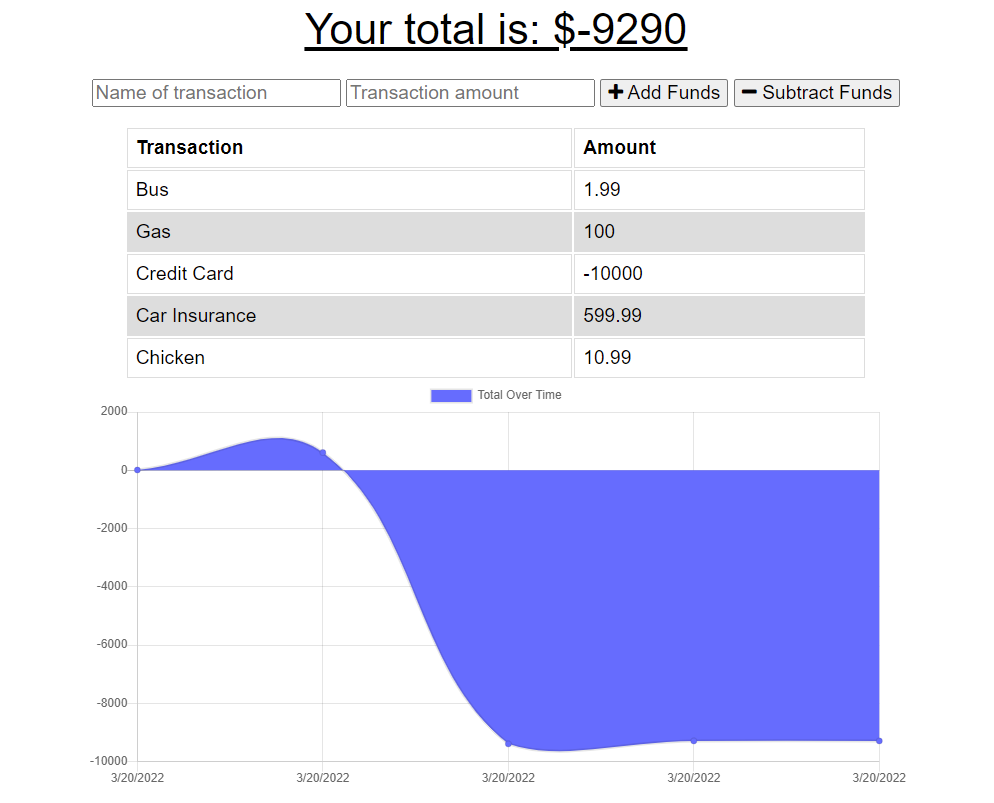 Your total is: $-9290
Name of transaction Transaction amount Add Funds Subtract Funds
Transaction Amount
Bus 1.99
Gas 100
Credit Card -10000
Car Insurance 599.99
Chicken 10.99
Total Over Time
2000
0
-2000
-4000
-6000
-8000
-10000
3/20/2022 3/20/2022 3/20/2022 3/20/2022 3/20/2022